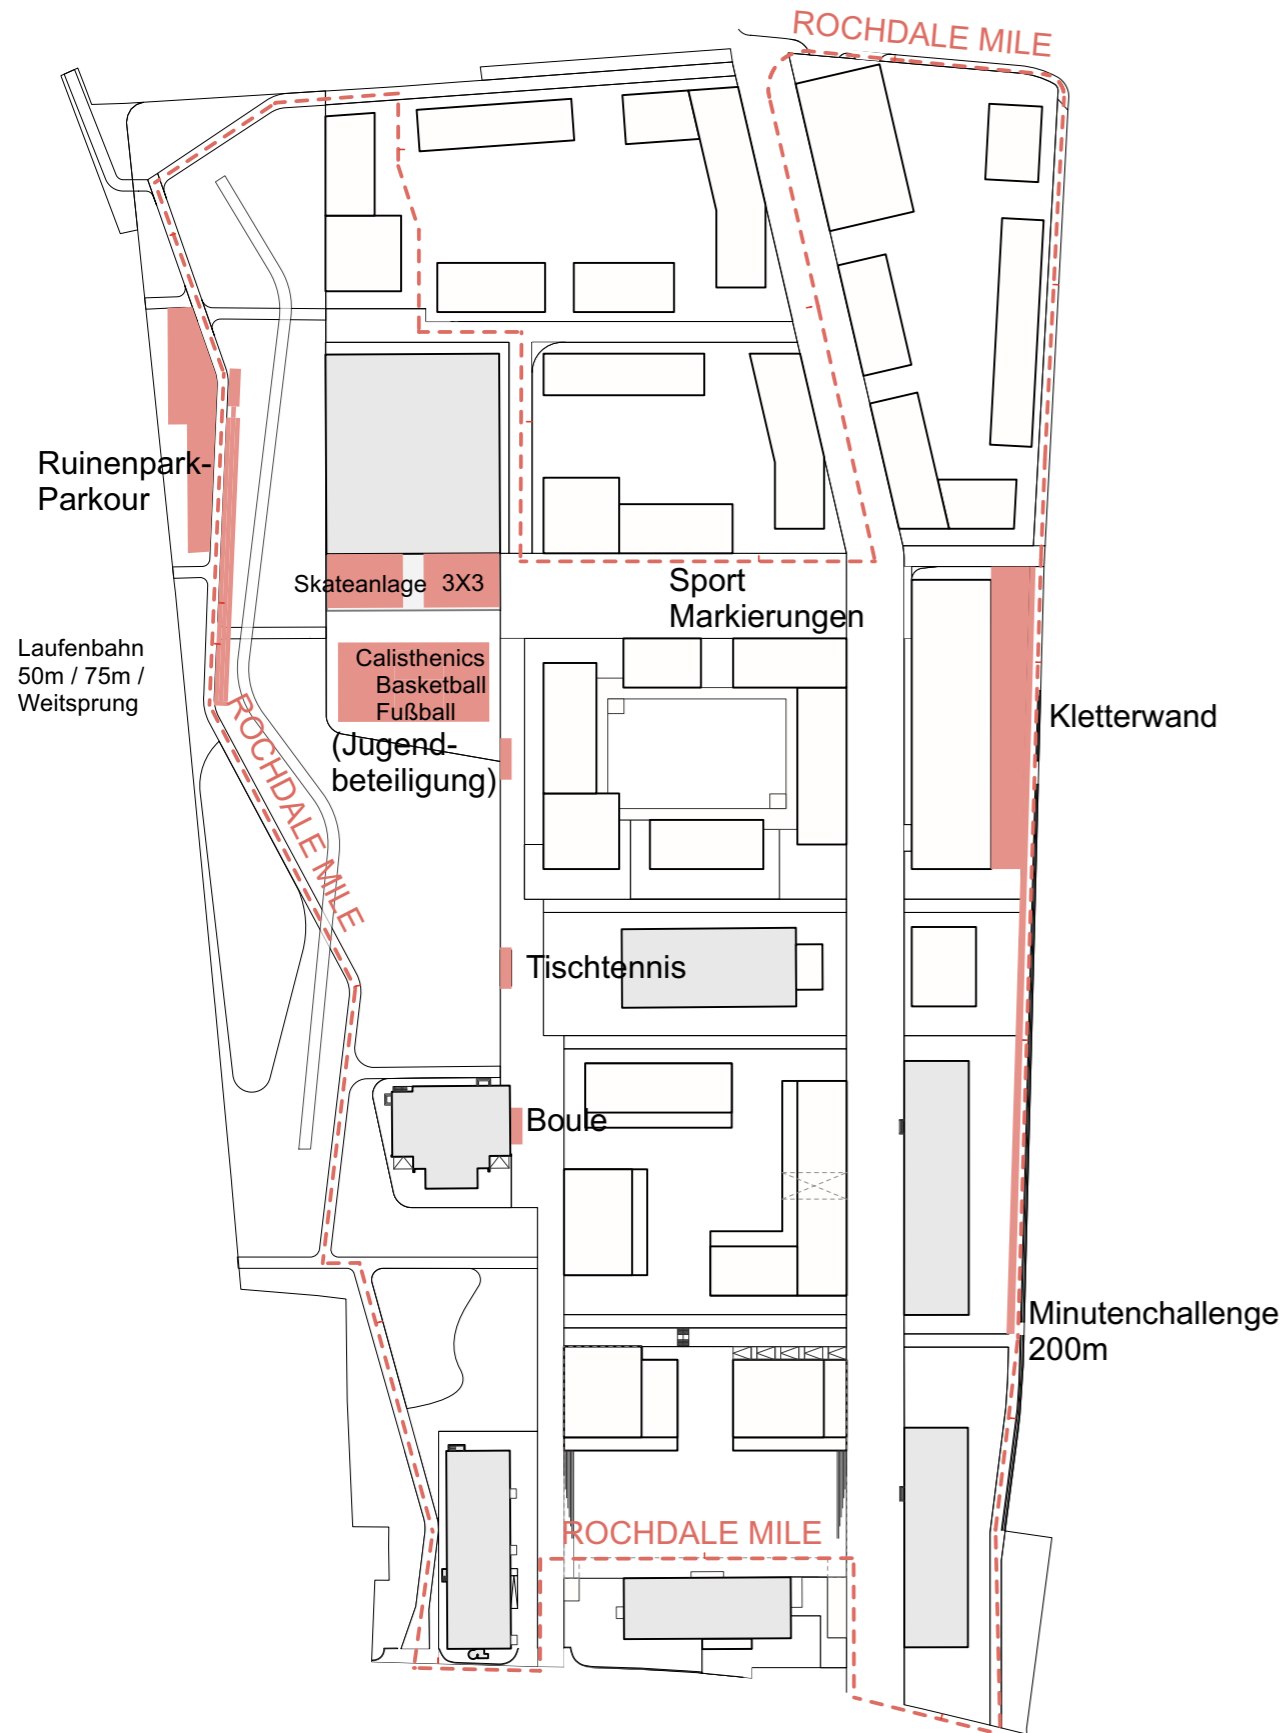 ROCHDALE MILE
Ruinenpark-
Parkour
Skateanlage
3X3
Sport
Markierungen
Laufenbahn
50m / 75m /
Weitsprung
Calisthenics
Basketball
Fußball
(Jugend-
beteiligung)
Kletterwand
ROCHDALE MILE
Tischtennis
Boule
Minutenchallenge
200m
ROCHDALE MILE